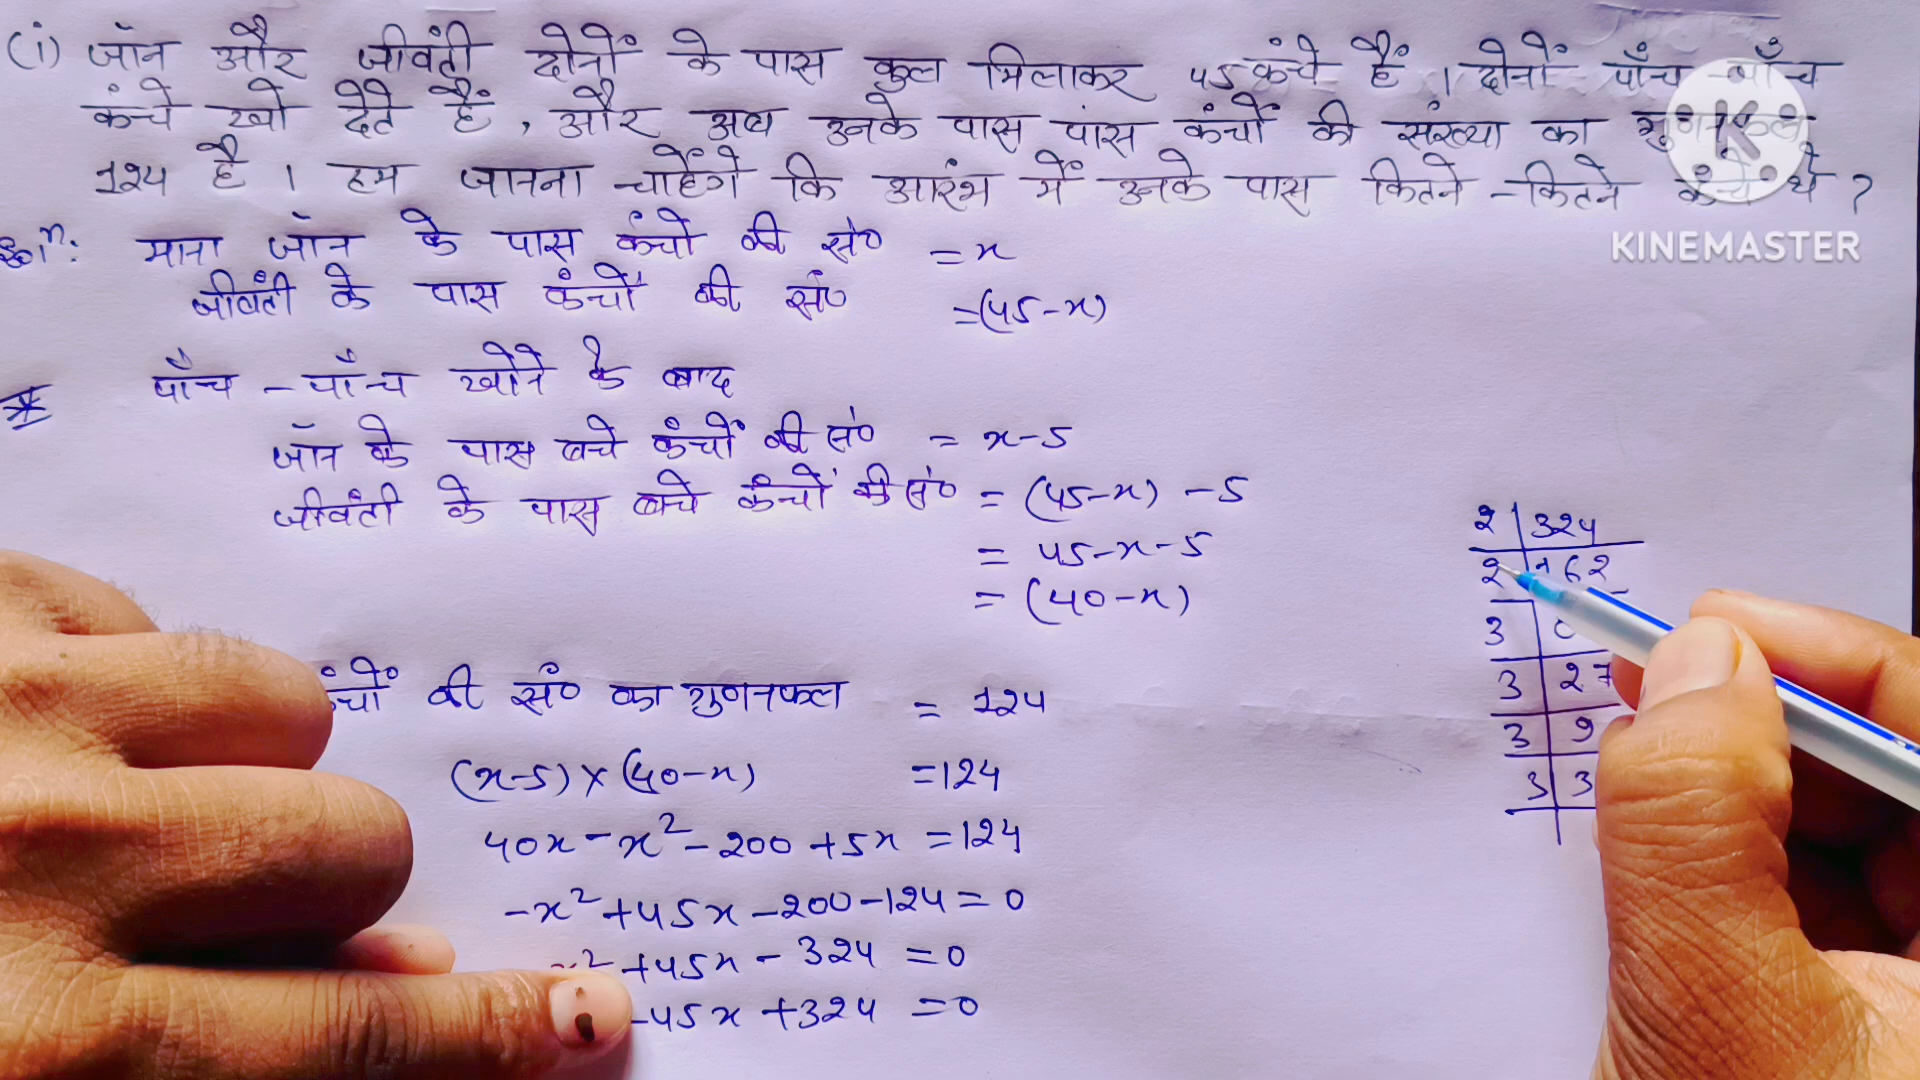 (i) जॉन और जीवंती दोनों के पास कुल मिलाकर 45 कंचे हैं । दोनों पाँच - पाँच
कंचे खो देते हैं , और अब उनके पास पास कंचों की संख्या का गुणनफल
124 है । हम जानना चाहेंगे कि आरंभ में उनके पास कितने - कितने कंचे थे ?
KINEMASTER
Solⁿ: माना जॉन के पास कंचो की सं० = x
जीवंती के पास कंचों की सं० = (45-x)
पाँच - पाँच खोने के बाद
जॉन के पास बचे कंचों की सं० = x-5
जीवंती के पास बचे कंचों की सं० = (45-x) -5
= 45-x-5
= (40-x)
की सं० का गुणनफल = 124
(x-5)×(40-x) =124
40x - x² - 200 +5x =124
-x² +45x -200-124 = 0
+45x - 324 = 0
-45x +324 = 0
2 | 324
2 | 162
3
3 | 27
3 | 9
3 | 3